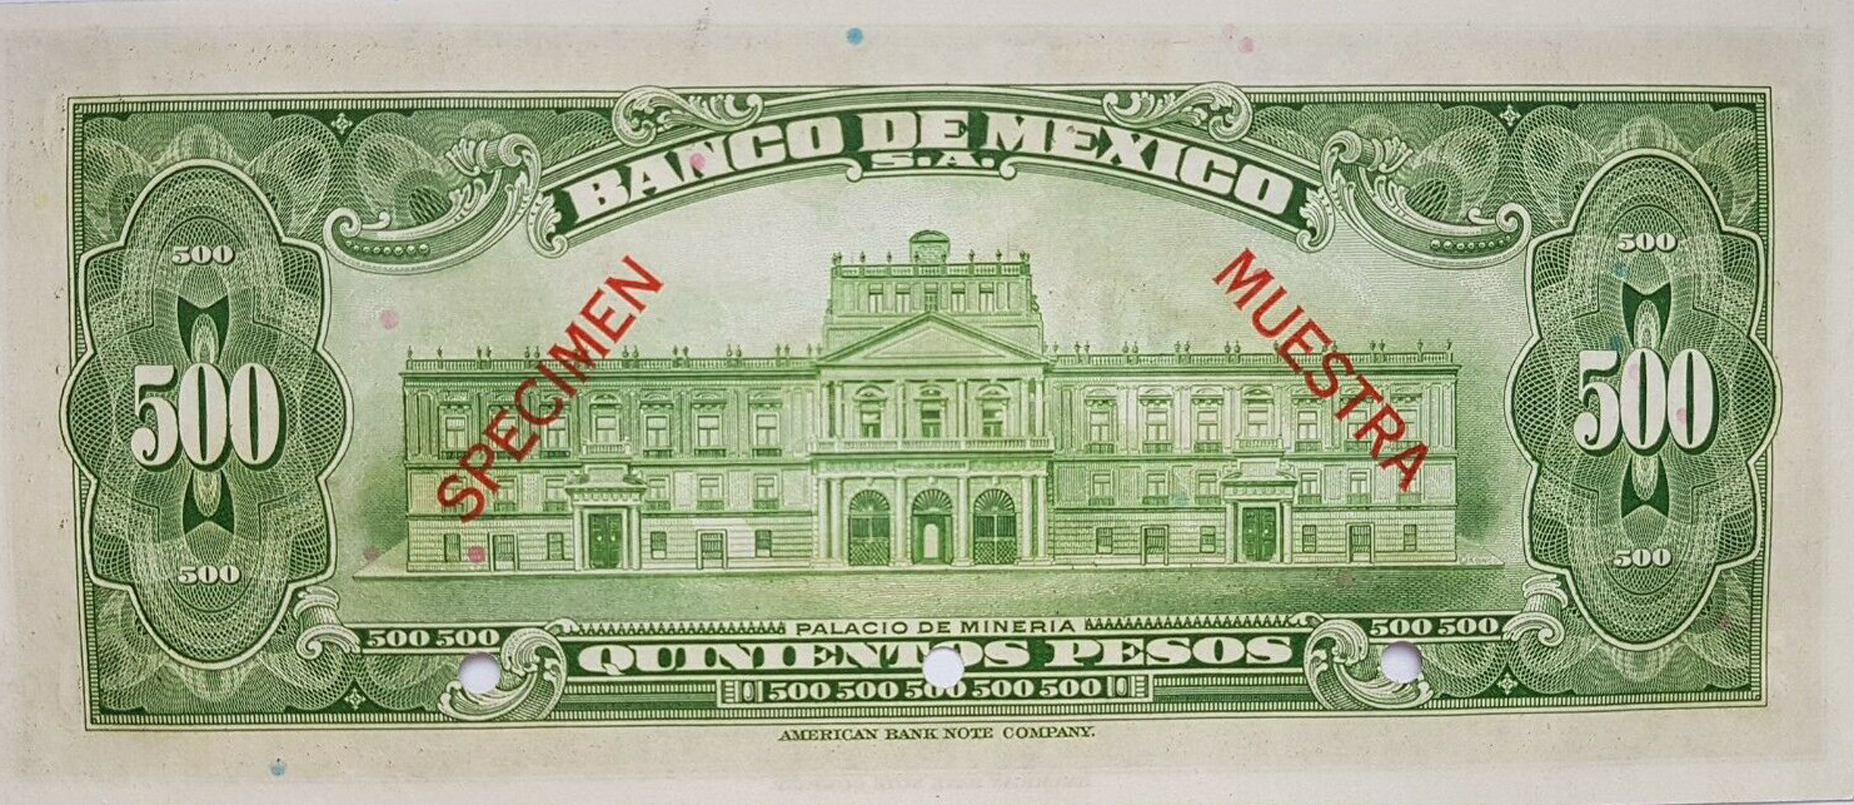 BANCO DE MEXICO
S.A.
500
500
SPECIMEN
MUESTRA
500
500
500
500
500 500
PALACIO DE MINERIA
500 500
QUINIENTOS PESOS
500 500 500 500 500
AMERICAN BANK NOTE COMPANY.